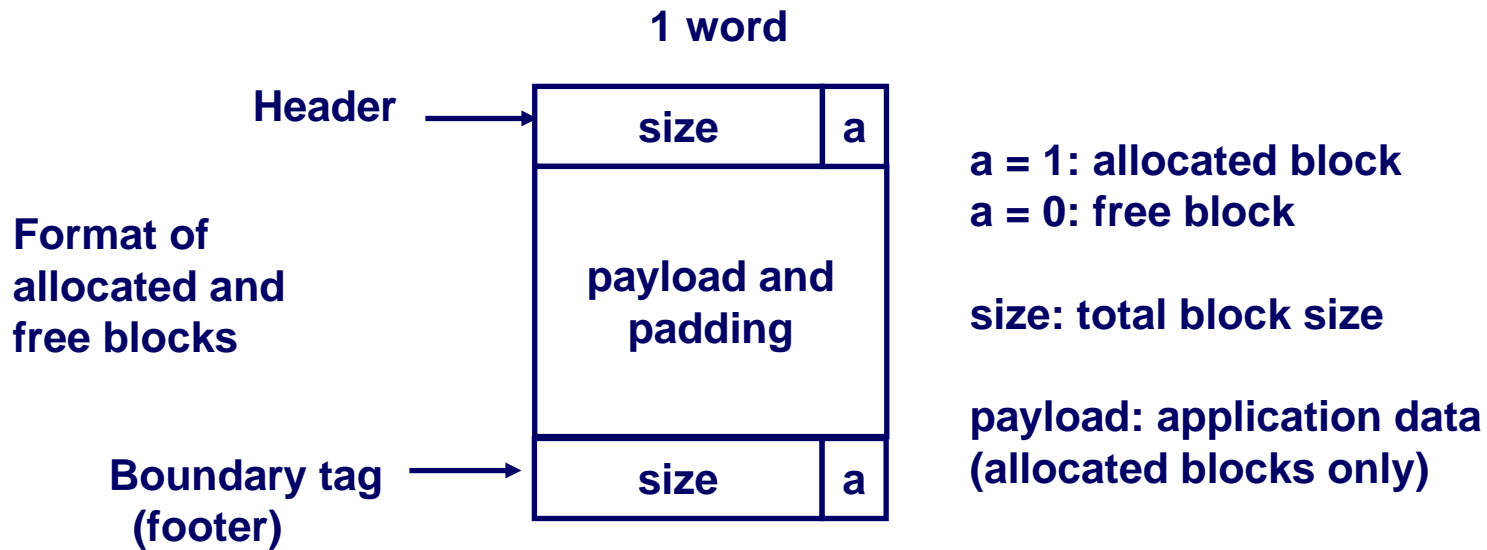 1 word
Header
size a
Format of
allocated and
free blocks
payload and
padding
a = 1: allocated block
a = 0: free block
size: total block size
payload: application data
(allocated blocks only)
Boundary tag
(footer)
size a